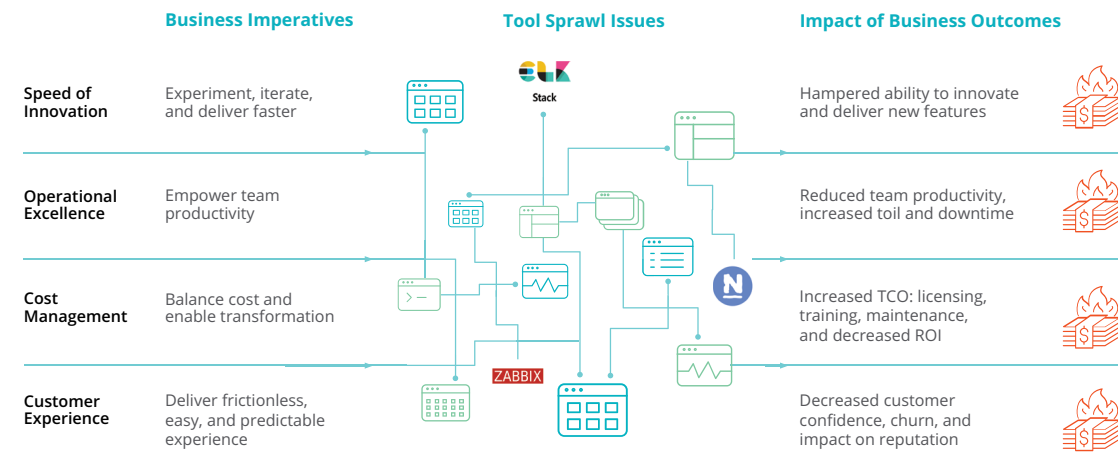 Business Imperatives
Tool Sprawl Issues
Impact of Business Outcomes
Speed of
Innovation
Experiment, iterate,
and deliver faster
ELK
Stack
Hampered ability to innovate
and deliver new features
$
Operational
Excellence
Empower team
productivity
Reduced team productivity,
increased toil and downtime
$
Cost
Management
Balance cost and
enable transformation
N
Increased TCO: licensing,
training, maintenance,
and decreased ROI
$
ZABBIX
Customer
Experience
Deliver frictionless,
easy, and predictable
experience
Decreased customer
confidence, churn, and
impact on reputation
$